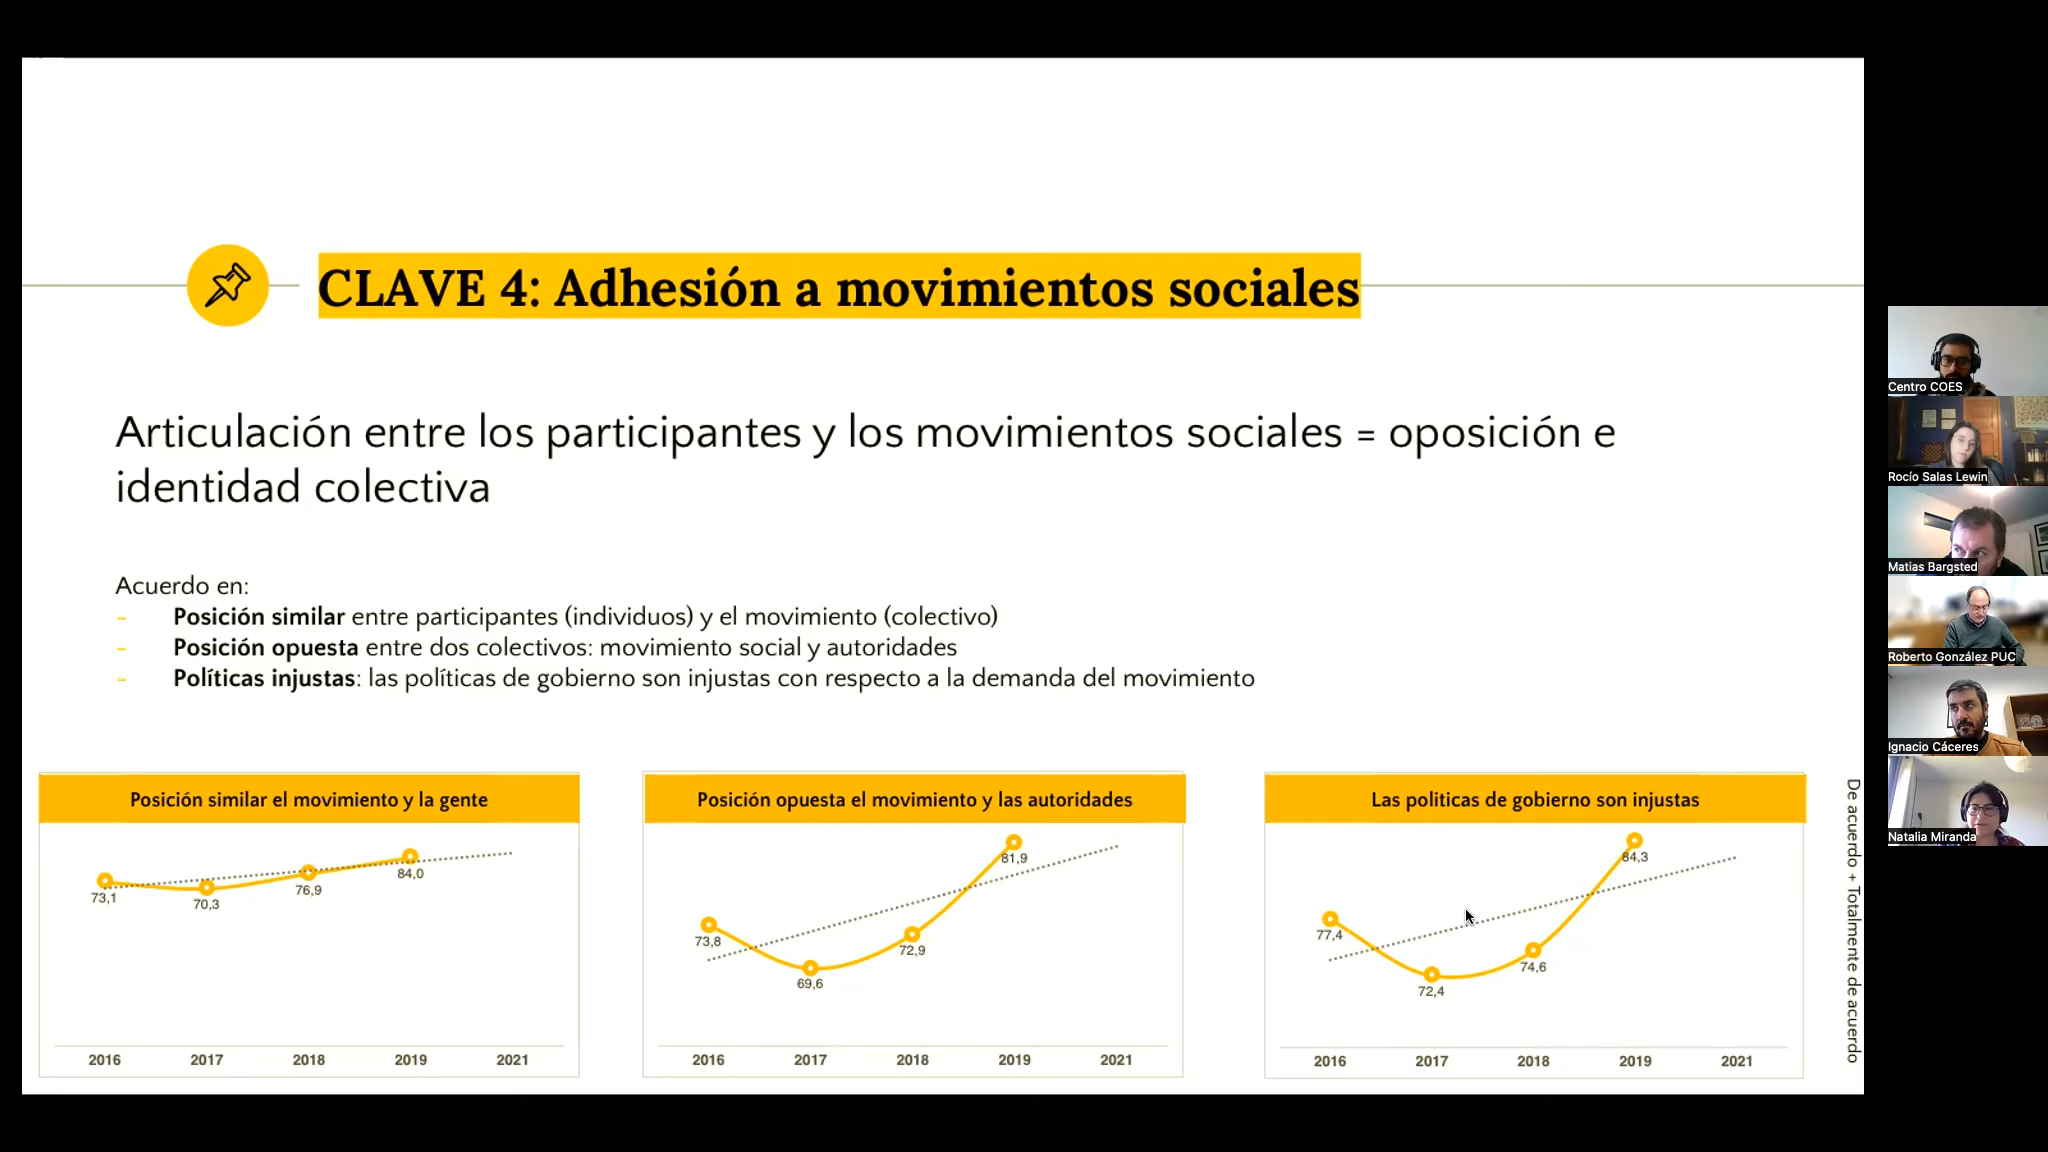 CLAVE 4: Adhesión a movimientos sociales
Articulación entre los participantes y los movimientos sociales = oposición e
identidad colectiva
Acuerdo en:
- Posición similar entre participantes (individuos) y el movimiento (colectivo)
- Posición opuesta entre dos colectivos: movimiento social y autoridades
- Políticas injustas: las políticas de gobierno son injustas con respecto a la demanda del movimiento
Posición similar el movimiento y la gente
73,1
70,3
76,9
84,0
2016 2017 2018 2019 2021
Posición opuesta el movimiento y las autoridades
73,8
69,6
72,9
81,9
2016 2017 2018 2019 2021
Las politicas de gobierno son injustas
77,4
72,4
74,6
84,3
2016 2017 2018 2019 2021
De acuerdo + Totalmente de acuerdo
Centro COES
Rocío Salas Lewin
Matias Bargsted
Roberto González PUC
Ignacio Cáceres
Natalia Miranda